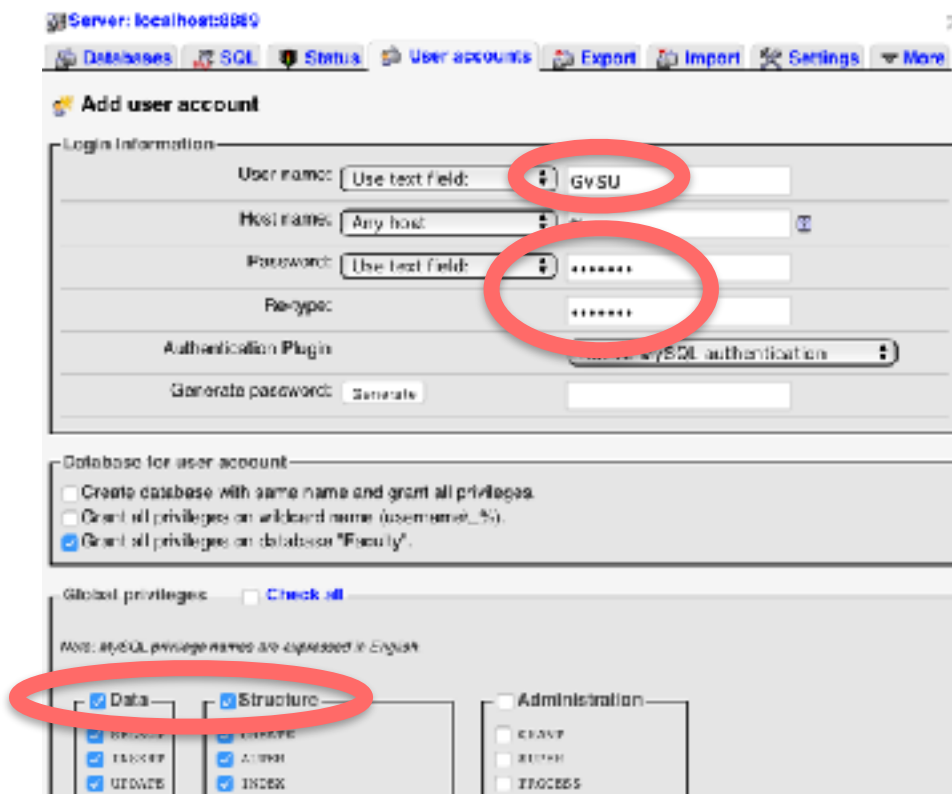 Server: localhost:8889
Databases SQL Status User accounts Export Import Settings More
Add user account
Login Information
User name: Use text field: GVSU
Host name: Any host
Password: Use text field: •••••••
Re-type: •••••••
Authentication Plugin MySQL authentication
Generate password: Generate
Database for user account
Create database with same name and grant all privileges.
Grant all privileges on wildcard name (username\_%).
Grant all privileges on database "Faculty".
Global privileges Check all
Note: MySQL privilege names are expressed in English.
Data Structure Administration
SELECT CREATE GRANT
INSERT ALTER SUPER
UPDATE INDEX PROCESS